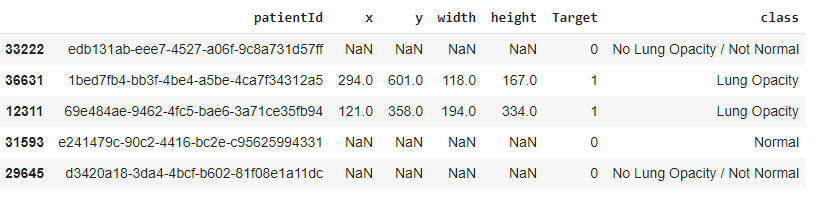 patientId x y width height Target class
33222 edb131ab-eee7-4527-a06f-9c8a731d57ff NaN NaN NaN NaN 0 No Lung Opacity / Not Normal
36631 1bed7fb4-bb3f-4be4-a5be-4ca7f34312a5 294.0 601.0 118.0 167.0 1 Lung Opacity
12311 69e484ae-9462-4fc5-bae6-3a71ce35fb94 121.0 358.0 194.0 334.0 1 Lung Opacity
31593 e241479c-90c2-4416-bc2e-c95625994331 NaN NaN NaN NaN 0 Normal
29645 d3420a18-3da4-4bcf-b602-81f08e1a11dc NaN NaN NaN NaN 0 No Lung Opacity / Not Normal